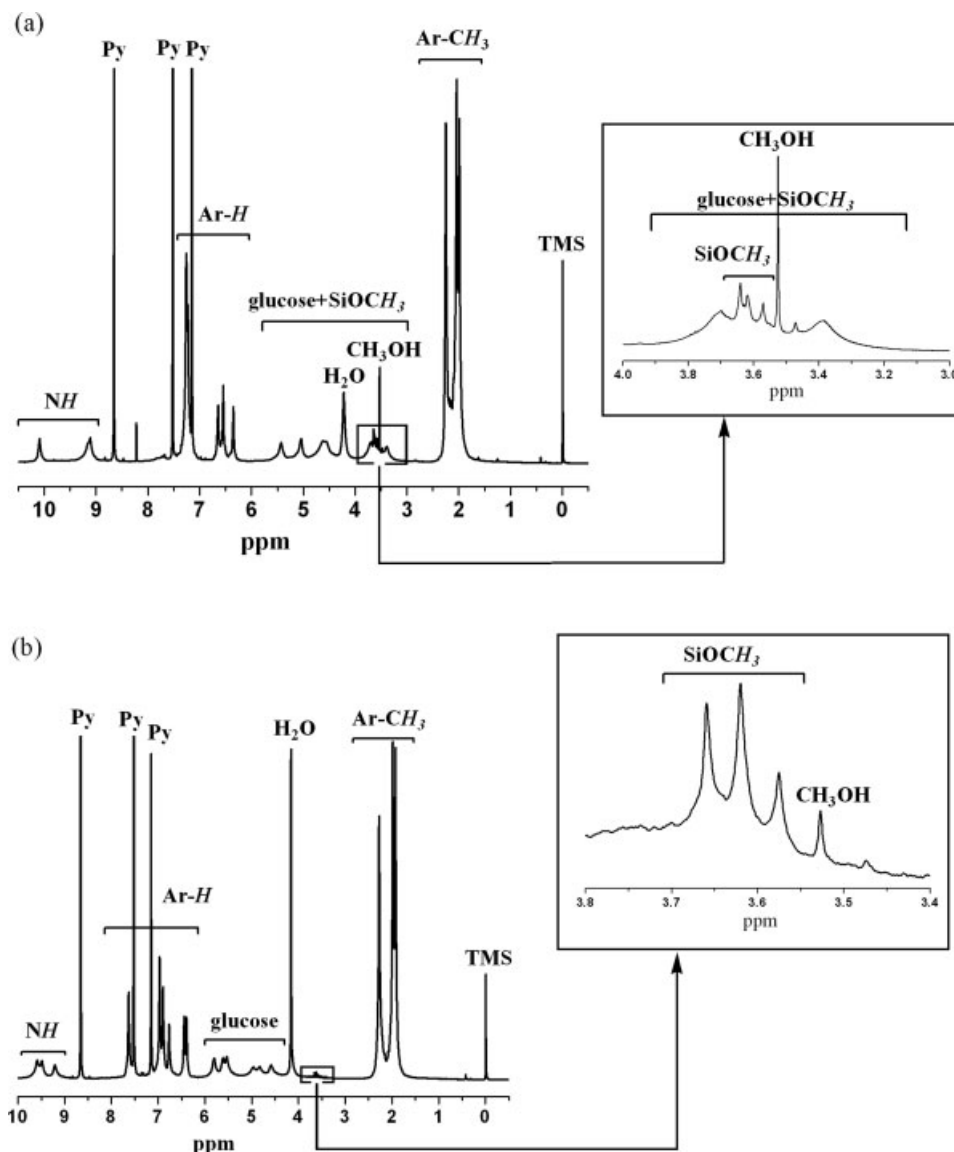 (a)
Py Py Py
Ar-CH₃
CH₃OH
glucose+SiOCH₃
SiOCH₃
4.0 3.8 3.6 3.4 3.2 3.0
ppm
Ar-H
TMS
glucose+SiOCH₃
CH₃OH
H₂O
NH
10 9 8 7 6 5 4 3 2 1 0
ppm
(b)
SiOCH₃
CH₃OH
3.8 3.7 3.6 3.5 3.4
ppm
Py Py Py
H₂O
Ar-CH₃
Ar-H
TMS
NH
glucose
10 9 8 7 6 5 4 3 2 1 0
ppm